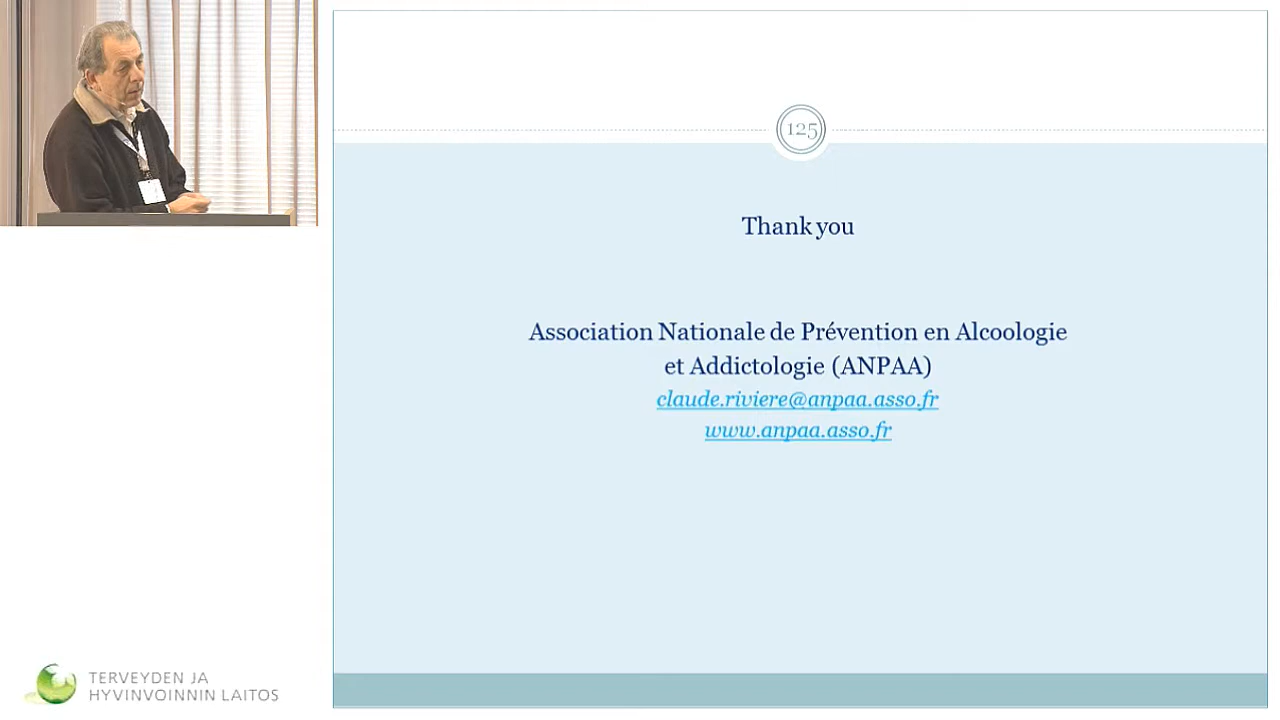 125
Thank you
Association Nationale de Prévention en Alcoologie
et Addictologie (ANPAA)
claude.riviere@anpaa.asso.fr
www.anpaa.asso.fr
TERVEYDEN JA
HYVINVOINNIN LAITOS